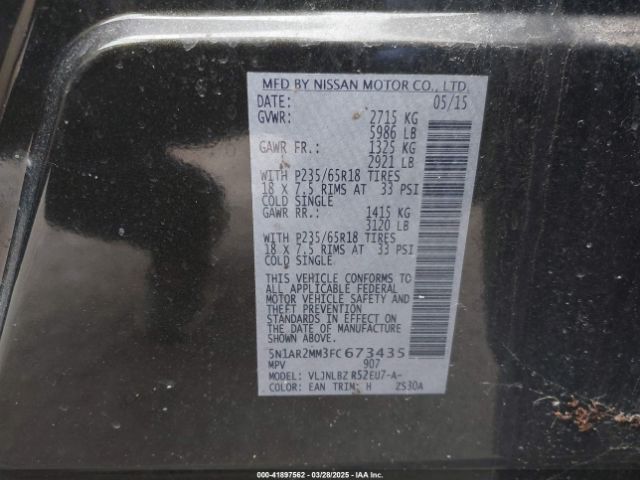 MFD BY NISSAN MOTOR CO., LTD.
DATE: 05/15
GVWR: 2715 KG
5986 LB
GAWR FR.: 1325 KG
2921 LB
WITH P235/65R18 TIRES
18 X 7.5 RIMS AT 33 PSI
COLD SINGLE
GAWR RR.: 1415 KG
3120 LB
WITH P235/65R18 TIRES
18 X 7.5 RIMS AT 33 PSI
COLD SINGLE
THIS VEHICLE CONFORMS TO
ALL APPLICABLE FEDERAL
MOTOR VEHICLE SAFETY AND
THEFT PREVENTION
STANDARDS IN EFFECT ON
THE DATE OF MANUFACTURE
SHOWN ABOVE:
5N1AR2MM3FC673435
MPV 907
MODEL: VLJNLBZ R52EU7-A-
COLOR: EAN TRIM: H ZS30A
000-41897562 | 03/28/2025 - IAA Inc.